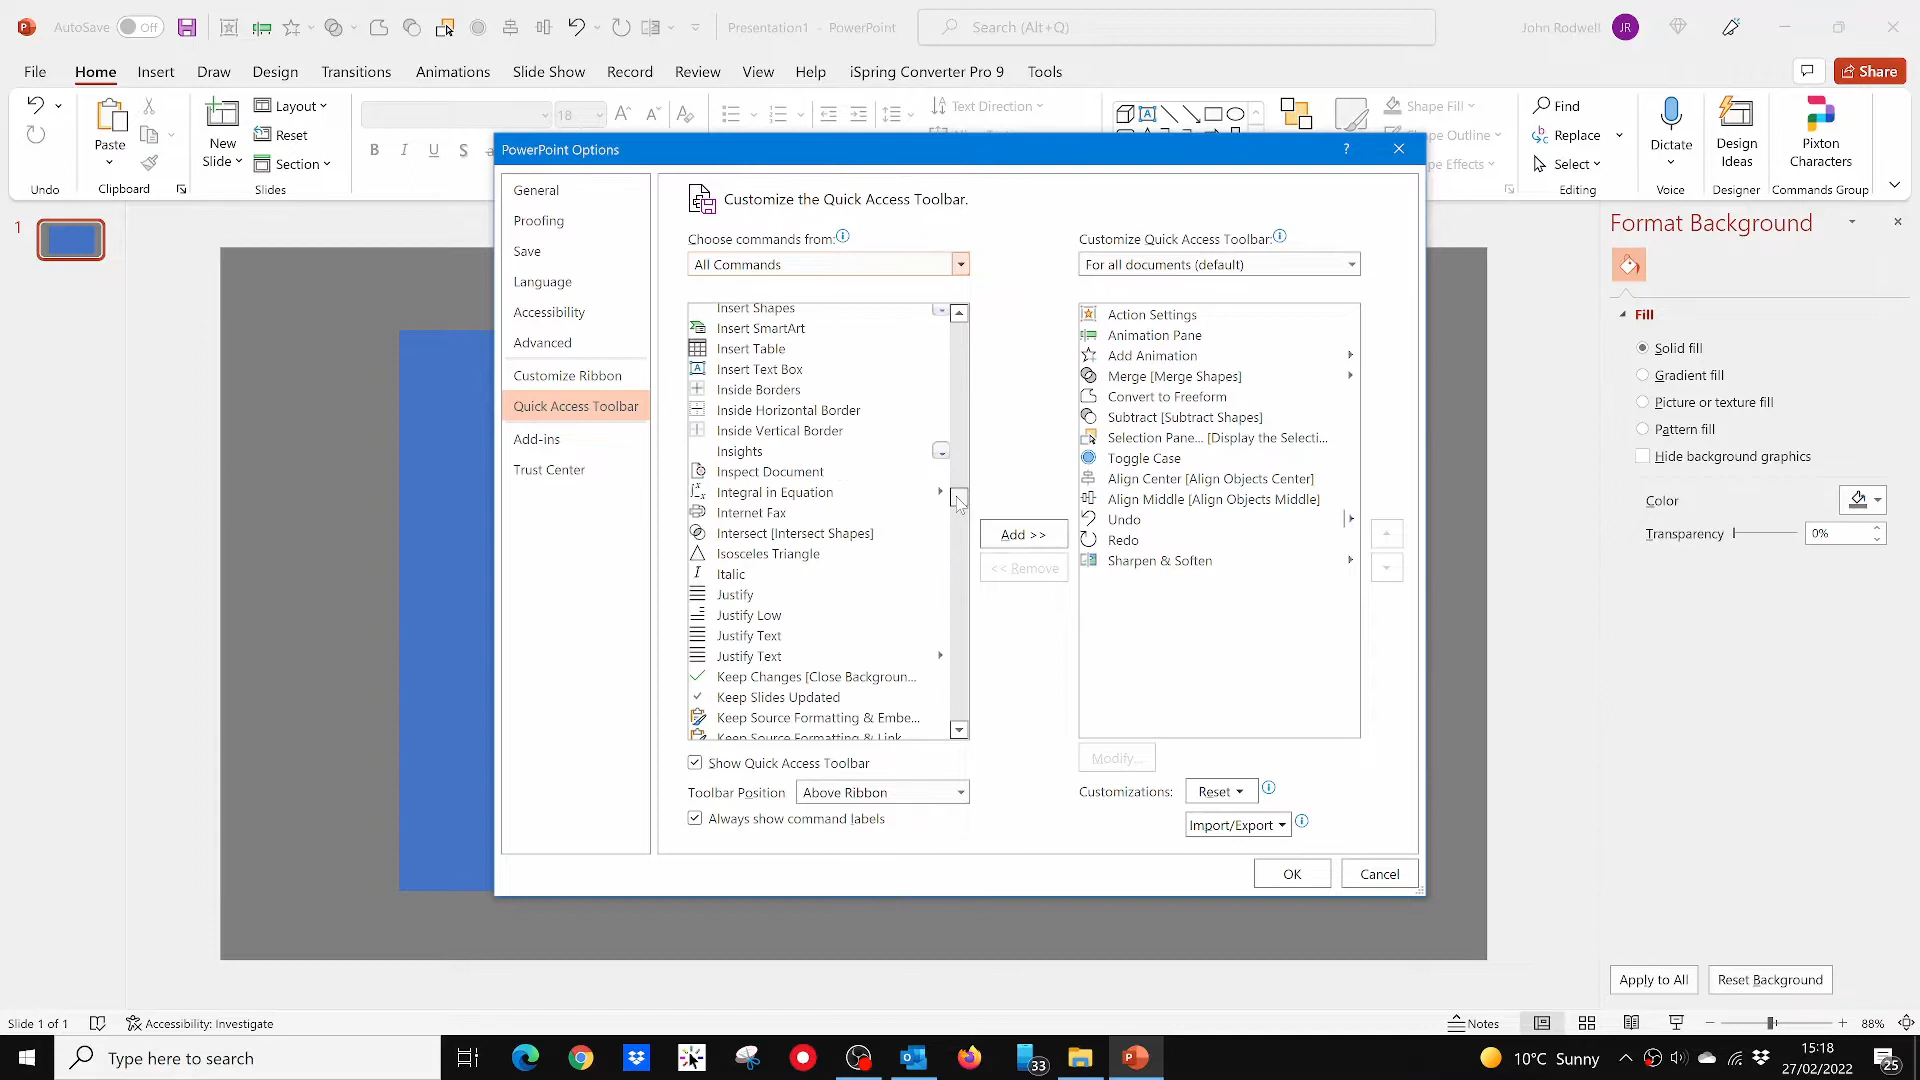 AutoSave Off Presentation1 - PowerPoint Search (Alt+Q) John Rodwell JR
File Home Insert Draw Design Transitions Animations Slide Show Record Review View Help iSpring Converter Pro 9 Tools Share
Undo
Paste
Clipboard
New Slide
Layout
Reset
Section
Slides
18
B I U S
Text Direction
Shape Fill
Find
Replace
Select
Editing
Dictate
Voice
Design Ideas
Designer
Pixton Characters
Commands Group
1
PowerPoint Options
General
Proofing
Save
Language
Accessibility
Advanced
Customize Ribbon
Quick Access Toolbar
Add-ins
Trust Center
Customize the Quick Access Toolbar.
Choose commands from:
All Commands
Insert Shapes
Insert SmartArt
Insert Table
Insert Text Box
Inside Borders
Inside Horizontal Border
Inside Vertical Border
Insights
Inspect Document
Integral in Equation
Internet Fax
Intersect [Intersect Shapes]
Isosceles Triangle
Italic
Justify
Justify Low
Justify Text
Justify Text
Keep Changes [Close Backgroun...
Keep Slides Updated
Keep Source Formatting & Embe...
Keep Source Formatting & Link
Show Quick Access Toolbar
Toolbar Position Above Ribbon
Always show command labels
Add >>
<< Remove
Customize Quick Access Toolbar:
For all documents (default)
Action Settings
Animation Pane
Add Animation
Merge [Merge Shapes]
Convert to Freeform
Subtract [Subtract Shapes]
Selection Pane... [Display the Selecti...
Toggle Case
Align Center [Align Objects Center]
Align Middle [Align Objects Middle]
Undo
Redo
Sharpen & Soften
Modify...
Customizations: Reset
Import/Export
OK Cancel
Format Background
Fill
Solid fill
Gradient fill
Picture or texture fill
Pattern fill
Hide background graphics
Color
Transparency 0%
Apply to All Reset Background
Slide 1 of 1 Accessibility: Investigate Notes 88%
Type here to search 33 10°C Sunny 15:18
27/02/2022 25